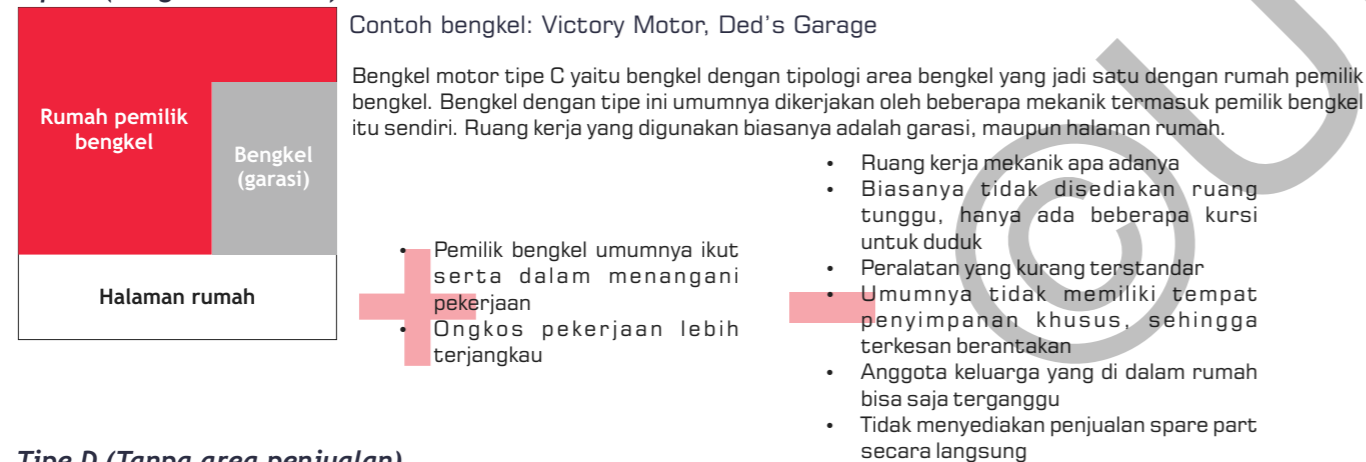 Contoh bengkel: Victory Motor, Ded's Garage
Bengkel motor tipe C yaitu bengkel dengan tipologi area bengkel yang jadi satu dengan rumah pemilik
bengkel. Bengkel dengan tipe ini umumnya dikerjakan oleh beberapa mekanik termasuk pemilik bengkel
itu sendiri. Ruang kerja yang digunakan biasanya adalah garasi, maupun halaman rumah.
Rumah pemilik
bengkel
Bengkel
(garasi)
Halaman rumah
• Pemilik bengkel umumnya ikut
serta dalam menangani
pekerjaan
• Ongkos pekerjaan lebih
terjangkau
• Ruang kerja mekanik apa adanya
• Biasanya tidak disediakan ruang
tunggu, hanya ada beberapa kursi
untuk duduk
• Peralatan yang kurang terstandar
• Umumnya tidak memiliki tempat
penyimpanan khusus, sehingga
terkesan berantakan
• Anggota keluarga yang di dalam rumah
bisa saja terganggu
• Tidak menyediakan penjualan spare part
secara langsung
Tipe D (Tanpa area penjualan)